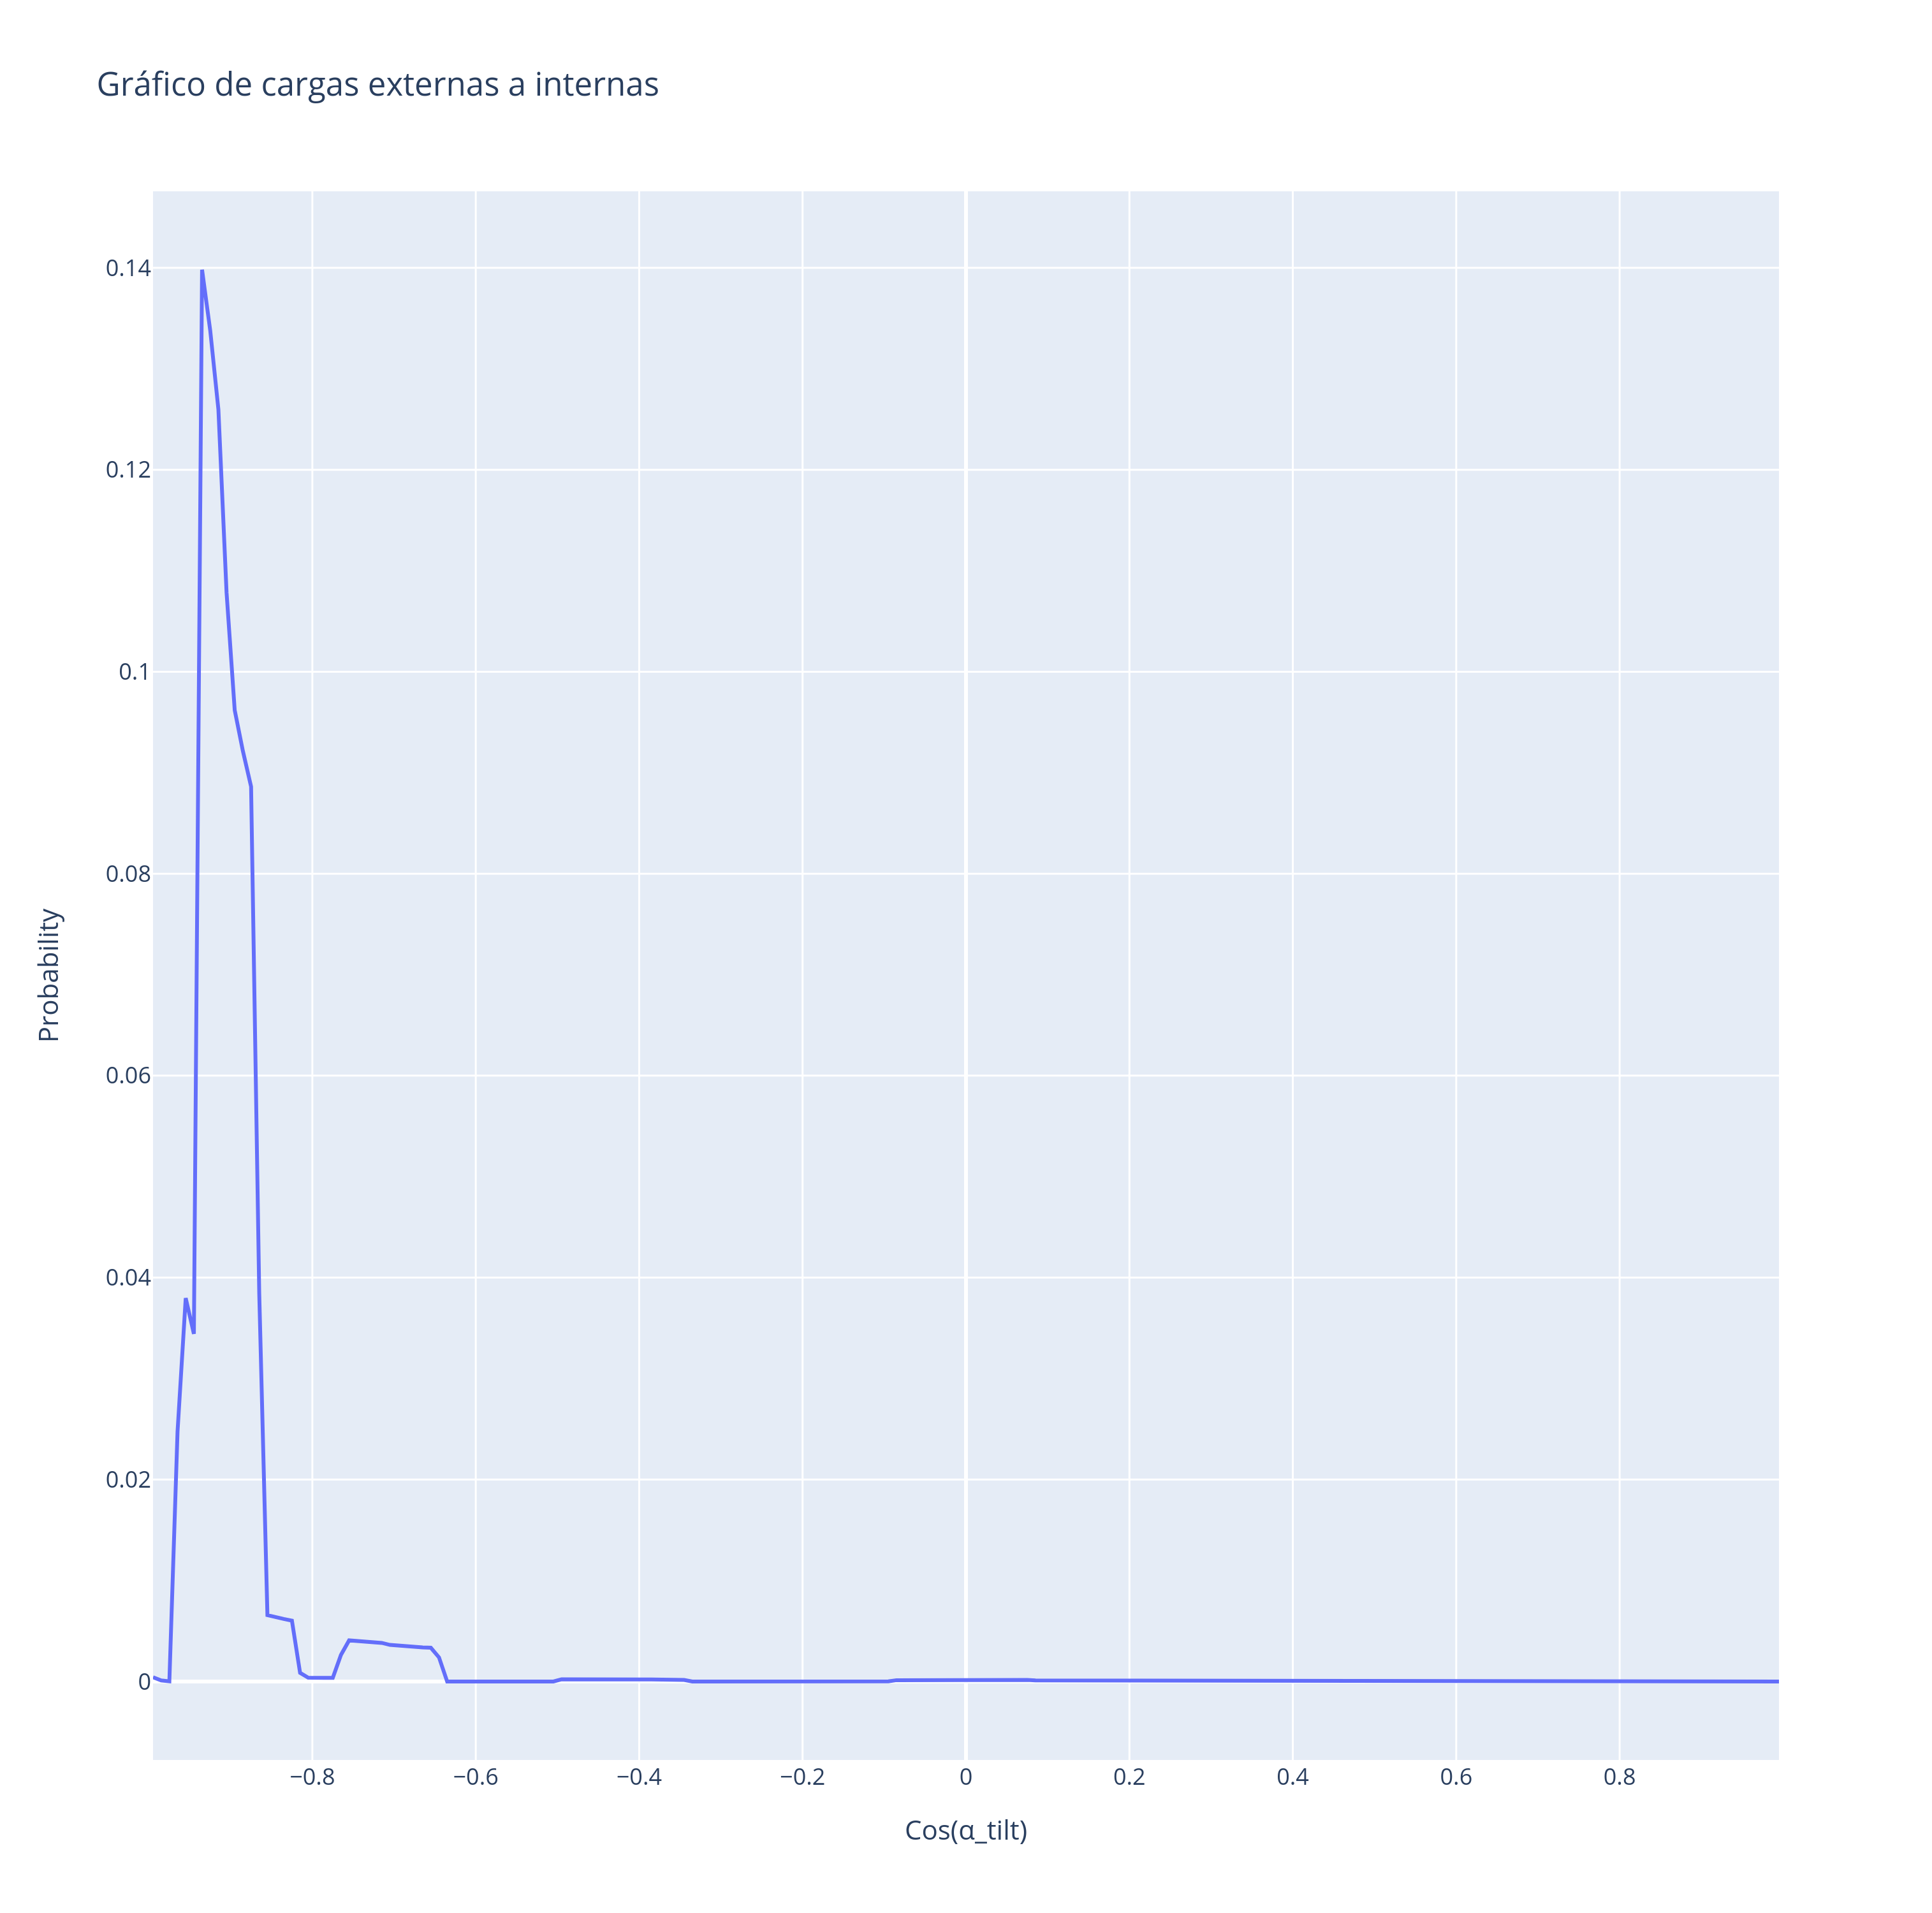 Gráfico de cargas externas a internas
0.14
0.12
0.1
0.08
0.06
0.04
0.02
0
Probability
−0.8 −0.6 −0.4 −0.2 0 0.2 0.4 0.6 0.8
Cos(α_tilt)